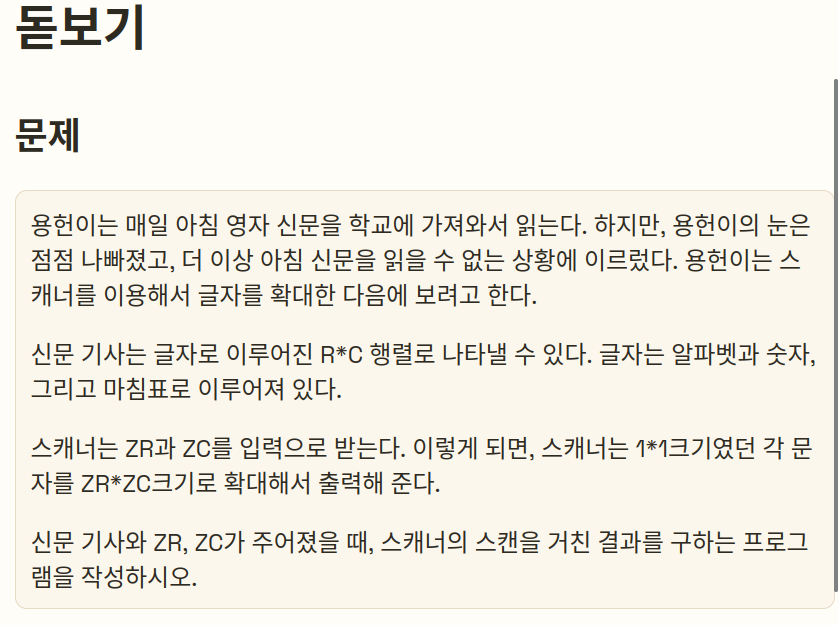 돋보기
문제
용헌이는 매일 아침 영자 신문을 학교에 가져와서 읽는다. 하지만, 용헌이의 눈은
점점 나빠졌고, 더 이상 아침 신문을 읽을 수 없는 상황에 이르렀다. 용헌이는 스
캐너를 이용해서 글자를 확대한 다음에 보려고 한다.
신문 기사는 글자로 이루어진 R*C 행렬로 나타낼 수 있다. 글자는 알파벳과 숫자,
그리고 마침표로 이루어져 있다.
스캐너는 ZR과 ZC를 입력으로 받는다. 이렇게 되면, 스캐너는 1*1크기였던 각 문
자를 ZR*ZC크기로 확대해서 출력해 준다.
신문 기사와 ZR, ZC가 주어졌을 때, 스캐너의 스캔을 거친 결과를 구하는 프로그
램을 작성하시오.